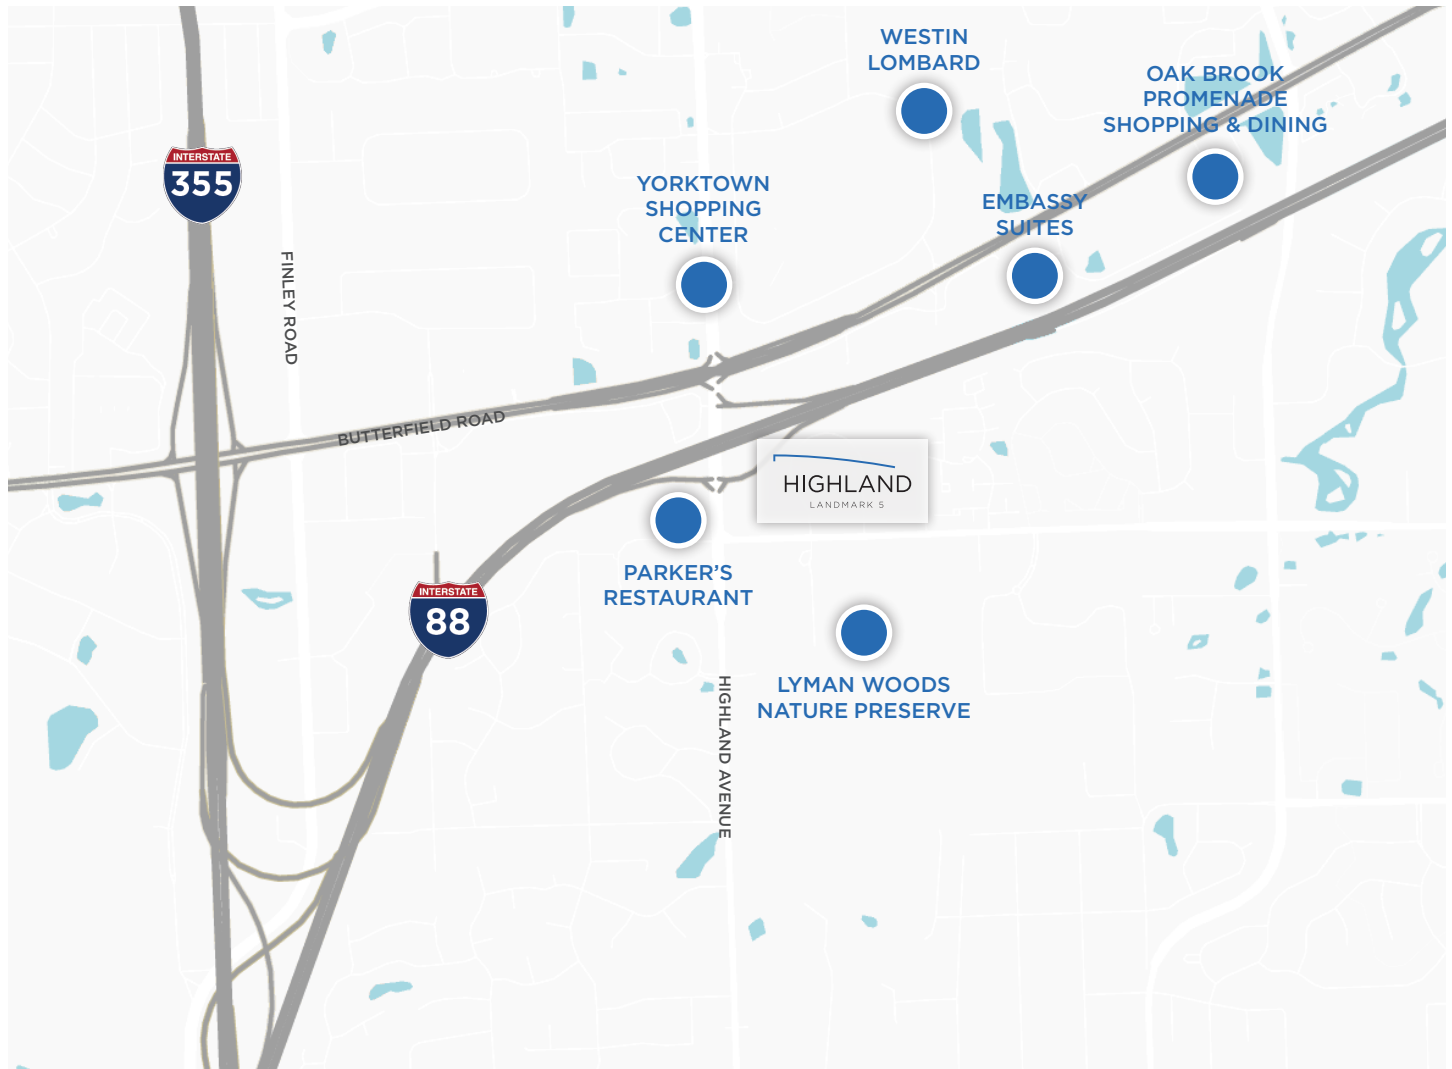 WESTIN
LOMBARD
OAK BROOK
PROMENADE
SHOPPING & DINING
INTERSTATE
355
YORKTOWN
SHOPPING
CENTER
EMBASSY
SUITES
FINLEY ROAD
BUTTERFIELD ROAD
HIGHLAND
LANDMARK 5
PARKER’S
RESTAURANT
INTERSTATE
88
LYMAN WOODS
NATURE PRESERVE
HIGHLAND AVENUE